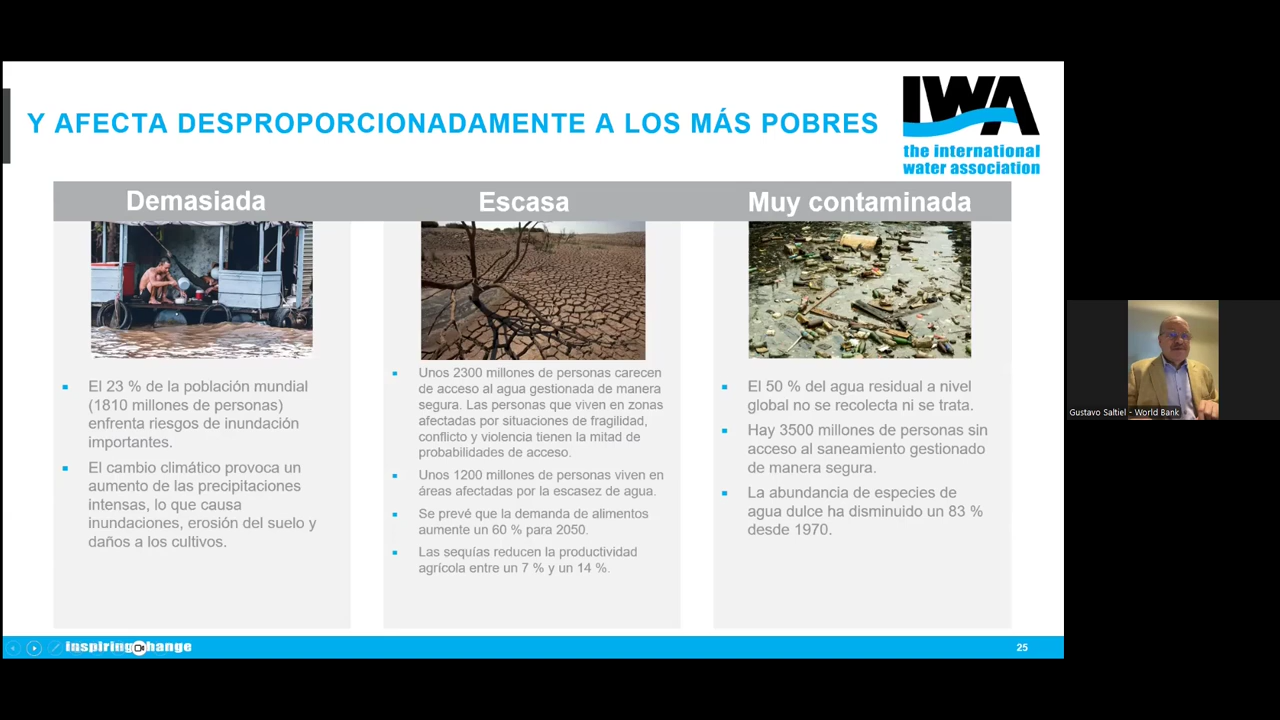 Y AFECTA DESPROPORCIONADAMENTE A LOS MÁS POBRES
IWA
the international
water association
Demasiada
El 23 % de la población mundial
(1810 millones de personas)
enfrenta riesgos de inundación
importantes.
El cambio climático provoca un
aumento de las precipitaciones
intensas, lo que causa
inundaciones, erosión del suelo y
daños a los cultivos.
Escasa
Unos 2300 millones de personas carecen
de acceso al agua gestionada de manera
segura. Las personas que viven en zonas
afectadas por situaciones de fragilidad,
conflicto y violencia tienen la mitad de
probabilidades de acceso.
Unos 1200 millones de personas viven en
áreas afectadas por la escasez de agua.
Se prevé que la demanda de alimentos
aumente un 60 % para 2050.
Las sequías reducen la productividad
agrícola entre un 7 % y un 14 %.
Muy contaminada
El 50 % del agua residual a nivel
global no se recolecta ni se trata.
Hay 3500 millones de personas sin
acceso al saneamiento gestionado
de manera segura.
La abundancia de especies de
agua dulce ha disminuido un 83 %
desde 1970.
Gustavo Saltiel - World Bank
inspiring change
25